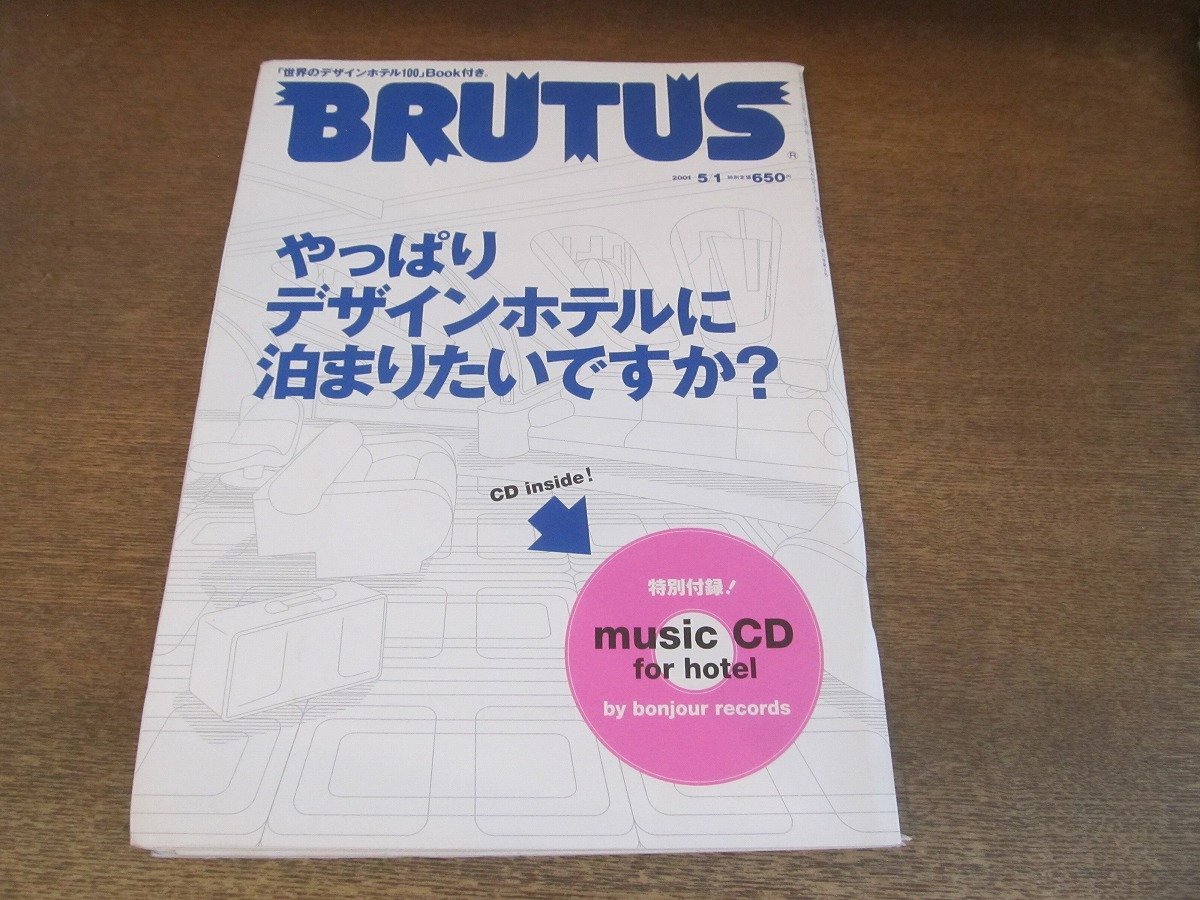 「世界のデザインホテル100」Book付き。
BRUTUS®
2001 5/1 特別定価650円
やっぱり
デザインホテルに
泊まりたいですか?
CD inside!
特別付録!
music CD
for hotel
by bonjour records